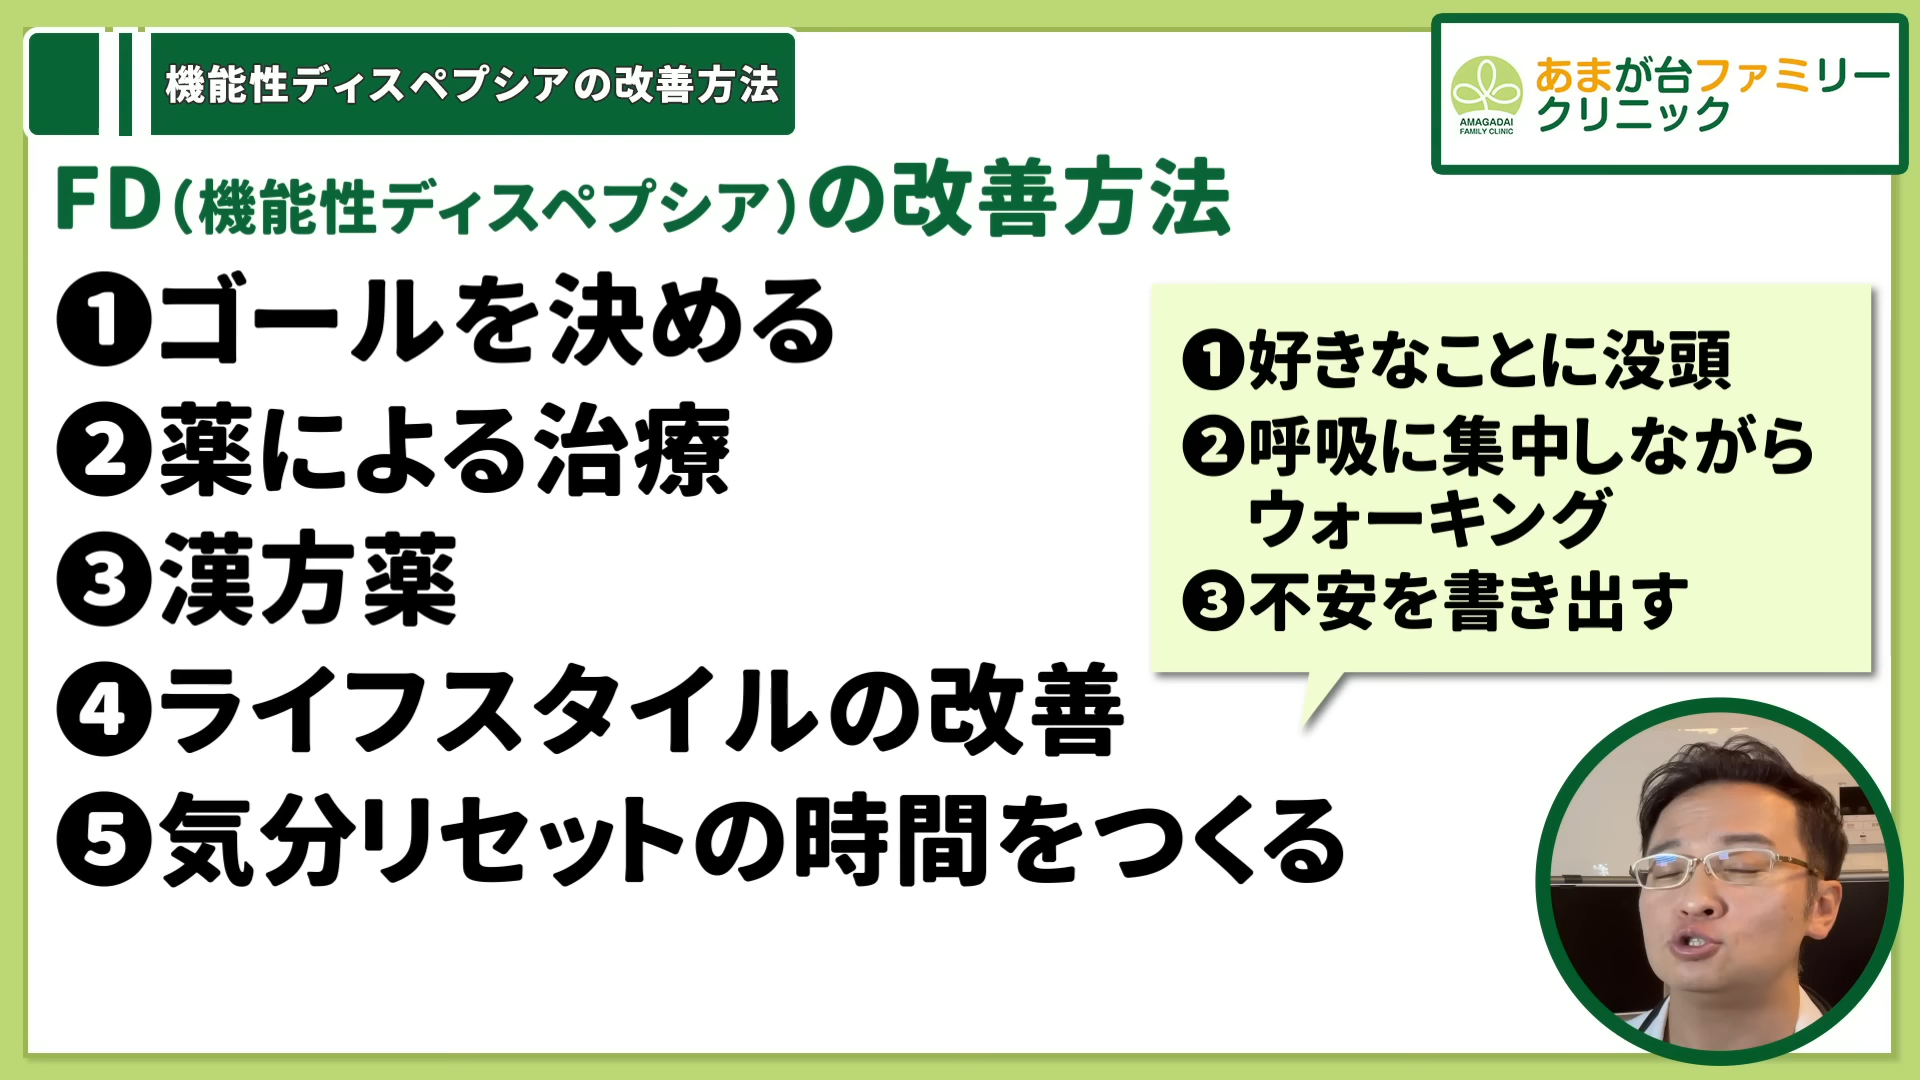 機能性ディスペプシアの改善方法
あまが台ファミリー
クリニック
AMAGADAI
FAMILY CLINIC
FD(機能性ディスペプシア)の改善方法
❶ゴールを決める
❷薬による治療
❸漢方薬
❹ライフスタイルの改善
❺気分リセットの時間をつくる
❶好きなことに没頭
❷呼吸に集中しながら
ウォーキング
❸不安を書き出す